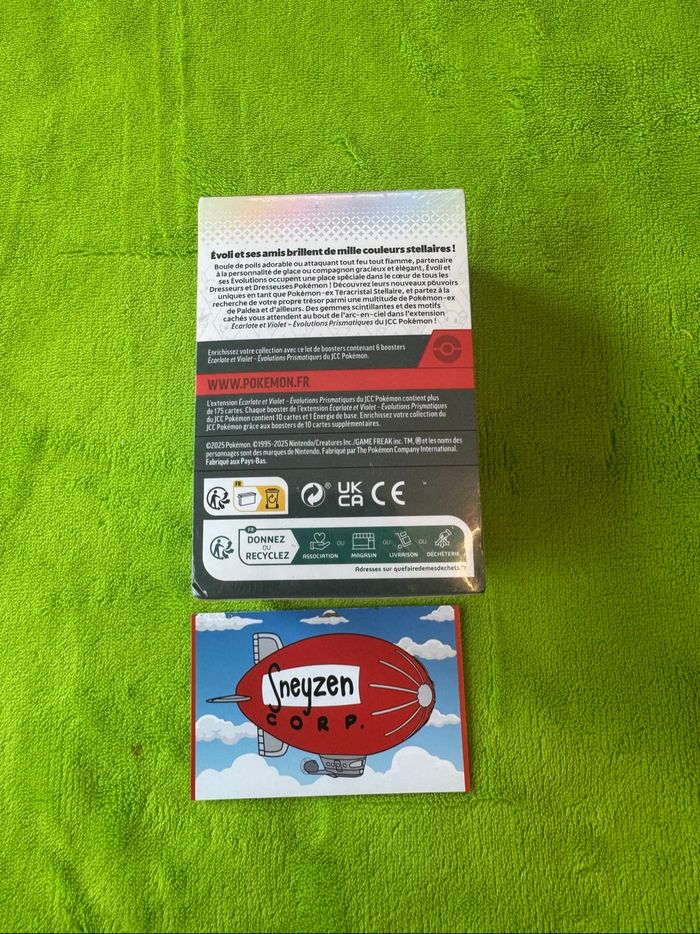 Évoli et ses amis brillent de mille couleurs stellaires !
Boule de poils adorable ou attaquant tout feu tout flamme, partenaire
à la personnalité de glace ou compagnon gracieux et élégant, Évoli et
ses Évolutions occupent une place spéciale dans le cœur de tous les
Dresseurs et Dresseuses Pokémon ! Découvrez leurs nouveaux pouvoirs
uniques en tant que Pokémon-ex Téracristal Stellaire, et partez à la
recherche de votre propre trésor parmi une multitude de Pokémon-ex
de Paldea et d'ailleurs. Des gemmes scintillantes et des motifs
cachés vous attendent au bout de l'arc-en-ciel dans l'extension
Écarlate et Violet – Évolutions Prismatiques du JCC Pokémon !
Enrichissez votre collection avec ce lot de boosters contenant 6 boosters
Écarlate et Violet – Évolutions Prismatiques du JCC Pokémon.
WWW.POKEMON.FR
L'extension Écarlate et Violet – Évolutions Prismatiques du JCC Pokémon contient plus
de 175 cartes. Chaque booster de l'extension Écarlate et Violet – Évolutions Prismatiques
du JCC Pokémon contient 10 cartes et 1 Énergie de base. Enrichissez votre collection du
JCC Pokémon grâce aux boosters de 10 cartes supplémentaires.
©2025 Pokémon. ©1995-2025 Nintendo/Creatures Inc./GAME FREAK inc. TM, ® et les noms des
personnages sont des marques de Nintendo. Fabriqué par The Pokémon Company International.
Fabriqué aux Pays-Bas.
FR
® UK
CA CE
FR
DONNEZ
OU
RECYCLEZ
ASSOCIATION OU MAGASIN OU LIVRAISON OU DÉCHÈTERIE
Adresses sur quefairedemesdechets.fr
Sneyzen
CORP.